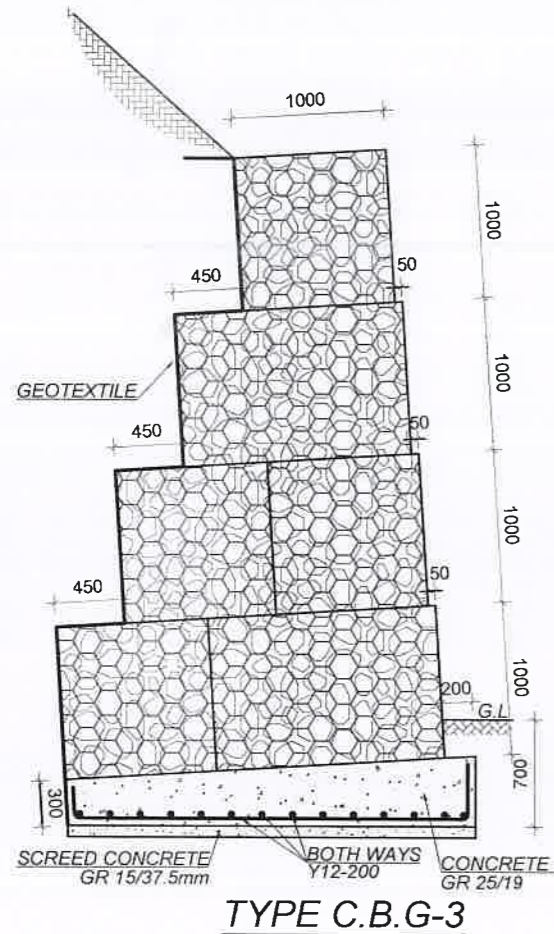 1000
1000
50
450
GEOTEXTILE
1000
50
450
1000
50
450
1000
200
G.L
700
300
SCREED CONCRETE
GR 15/37.5mm
BOTH WAYS
Y12-200
CONCRETE
GR 25/19
TYPE C.B.G-3